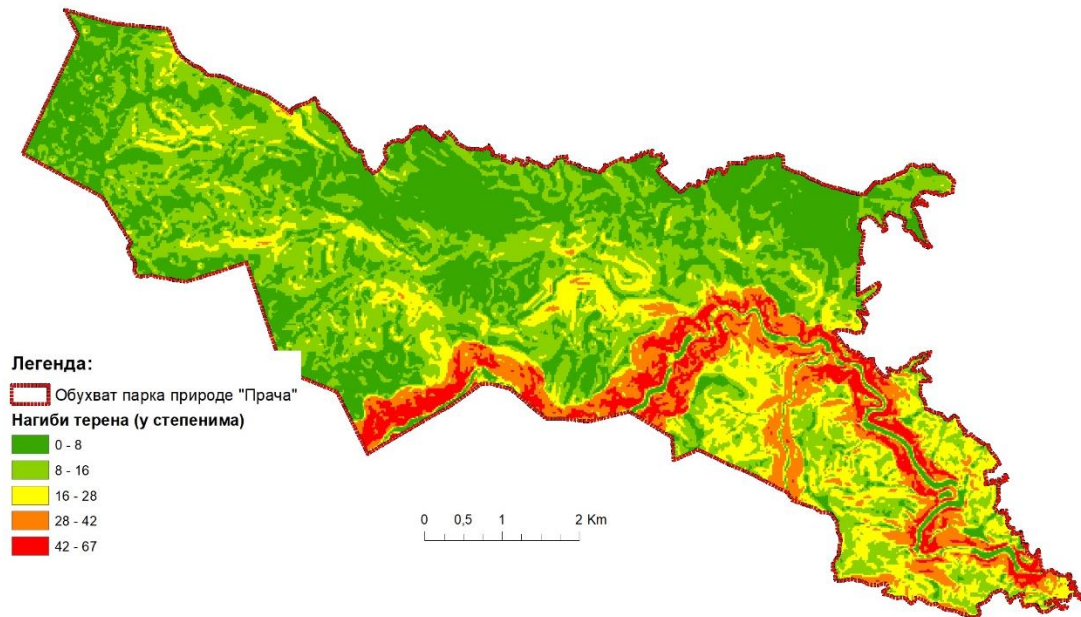 Легенда:
Обухват парка природе "Прача"
Нагиби терена (у степенима)
0 - 8
8 - 16
16 - 28
28 - 42
42 - 67
0 0,5 1 2 Km